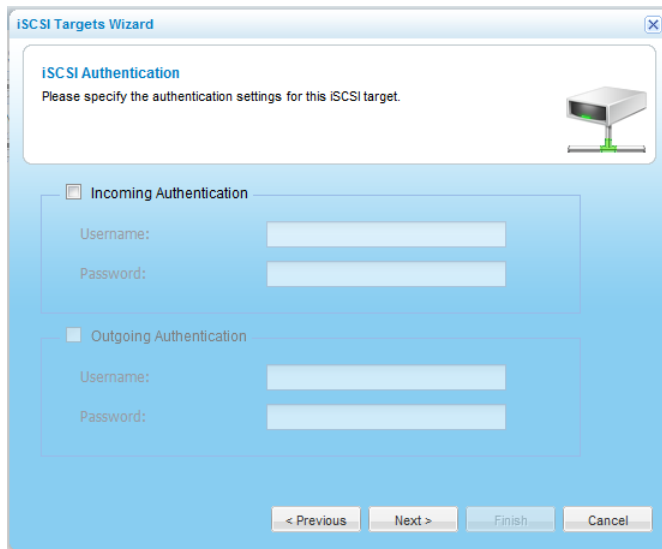 iSCSI Targets Wizard
iSCSI Authentication
Please specify the authentication settings for this iSCSI target.
Incoming Authentication
Username:
Password:
Outgoing Authentication
Username:
Password:
< Previous
Next >
Finish
Cancel